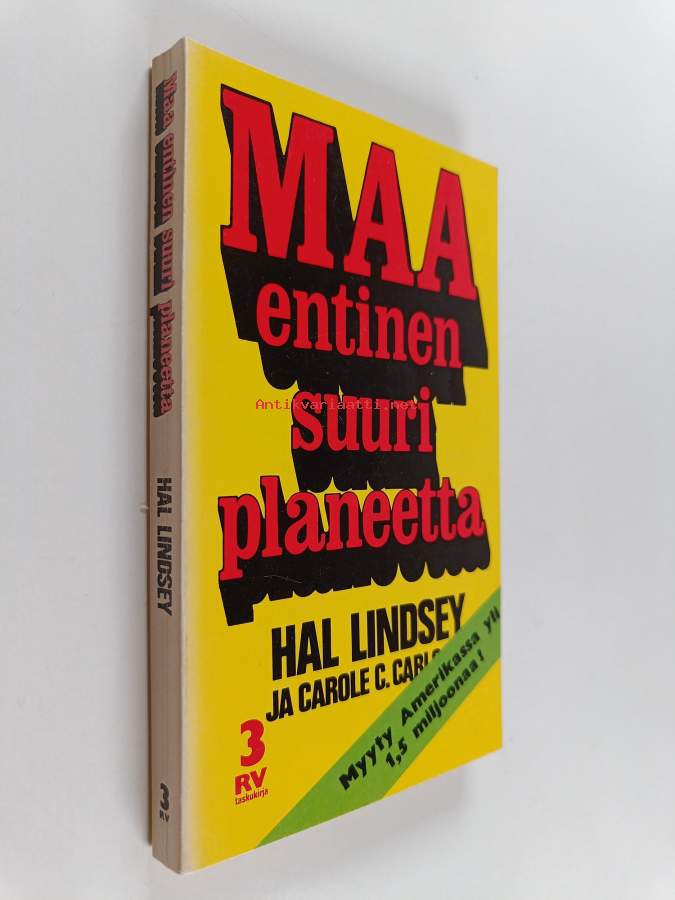 MAA
entinen
suuri
planeetta
HAL LINDSEY
JA CAROLE C.
Myyty Amerikassa yli
1,5 miljoonaa!
3
RV
taskukirja
Maa entinen suuri planeetta
HAL LINDSEY
3
RV
Antikvariaatti.net